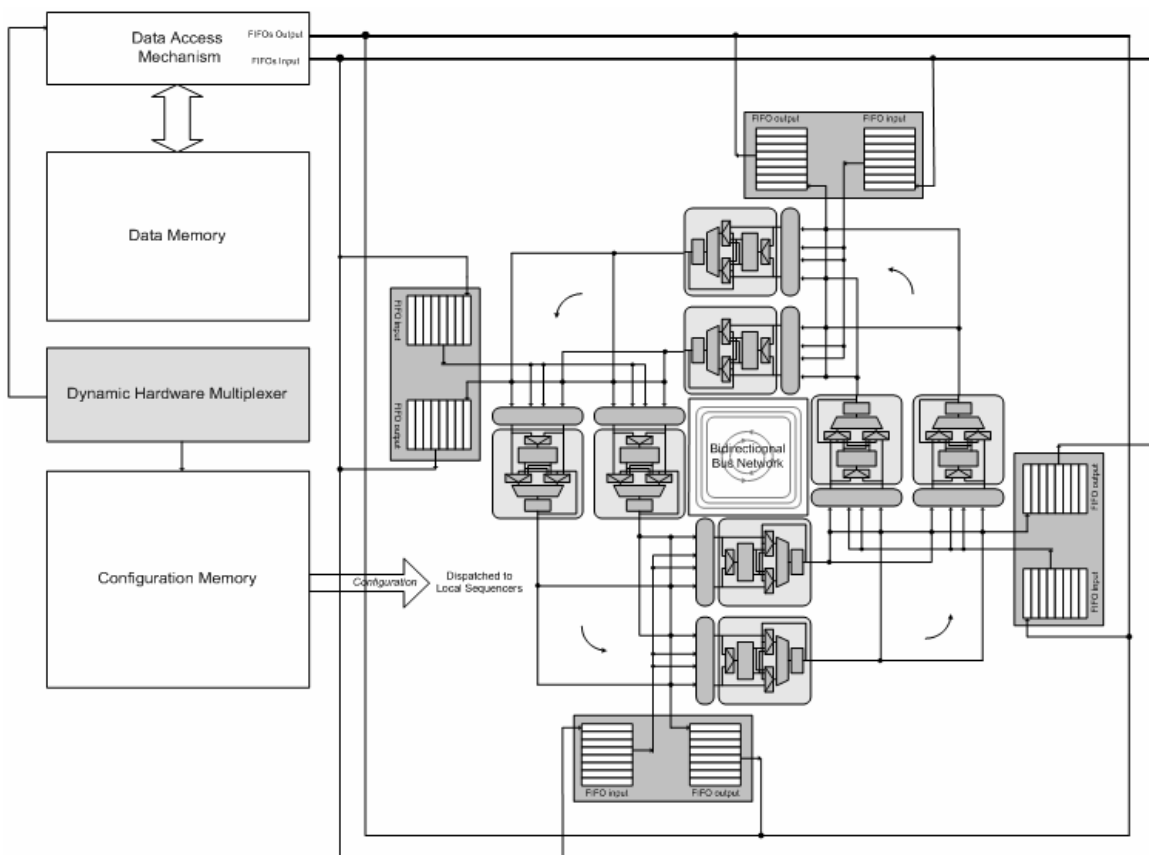 Data Access
Mechanism
FIFOs Output
FIFOs Input
Data Memory
Dynamic Hardware Multiplexer
Configuration Memory
Configuration
Dispatched to
Local Sequencers
FIFO output
FIFO input
FIFO input
FIFO output
Bidirectionnal
Bus Network
FIFO output
FIFO input
FIFO input
FIFO output